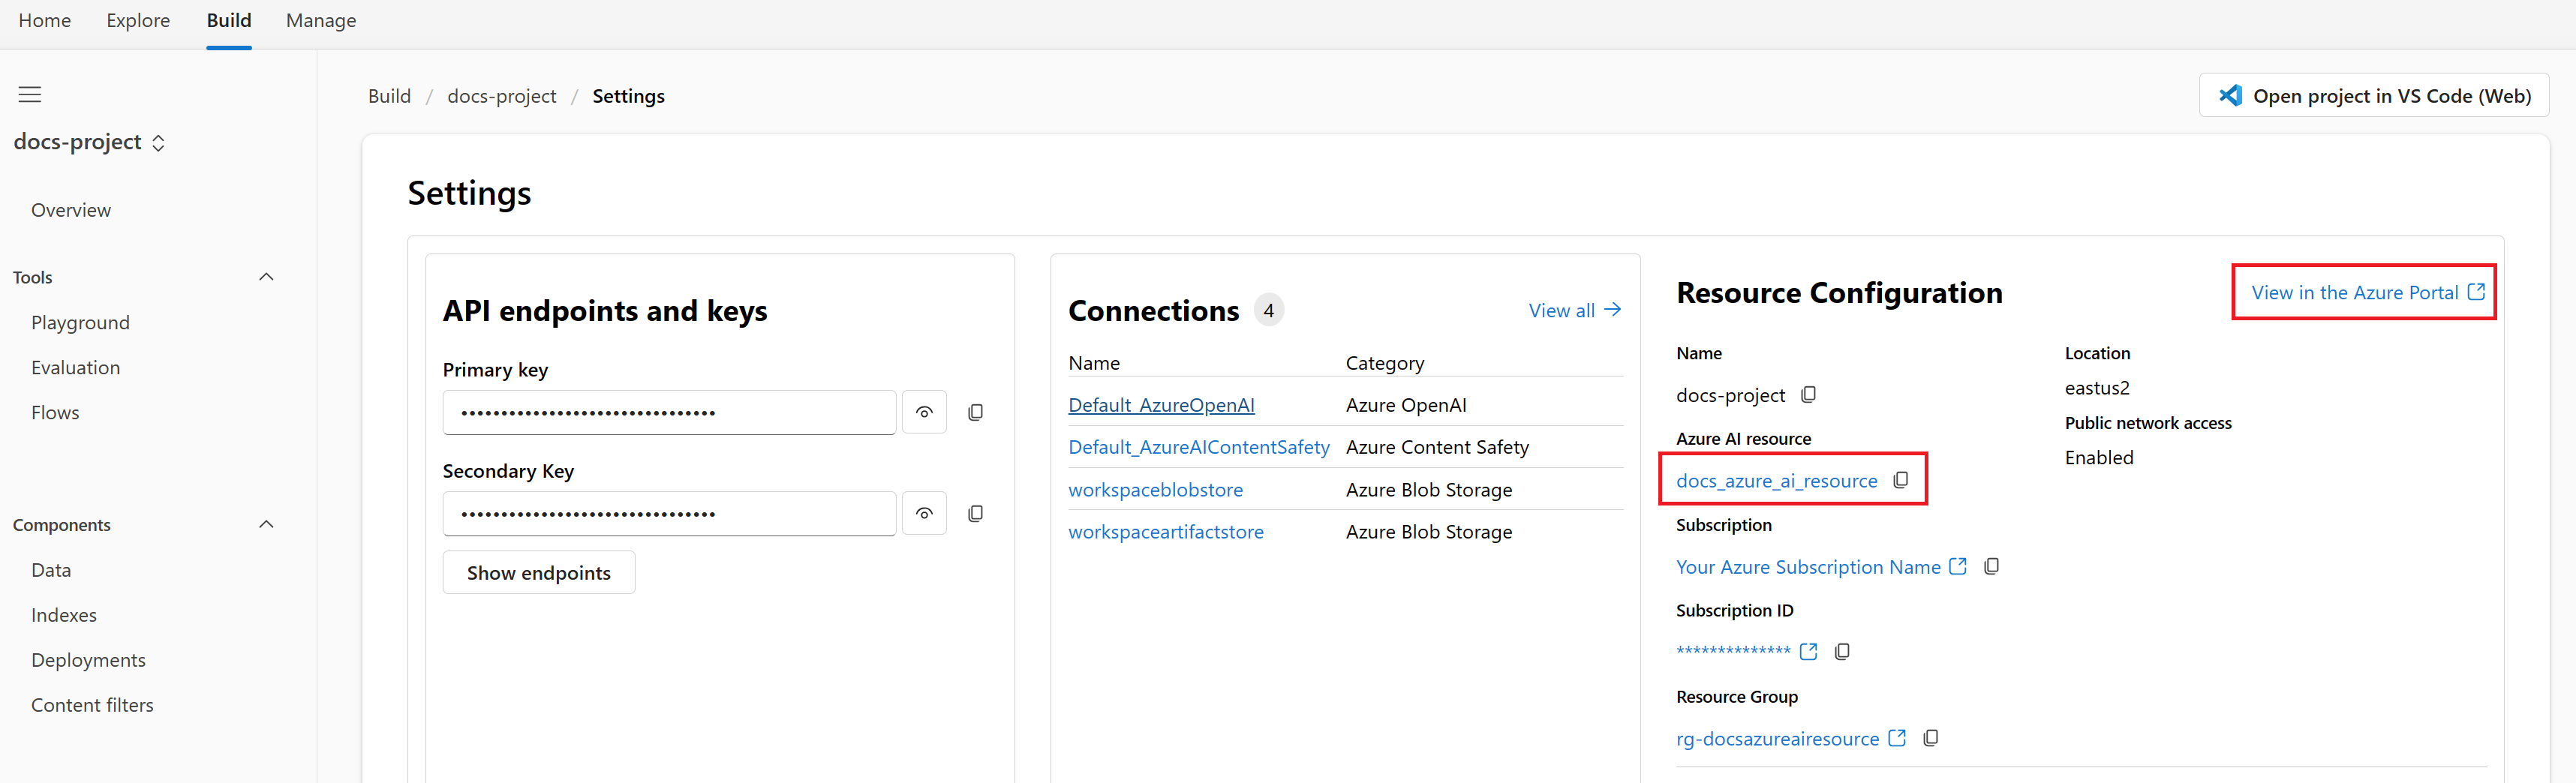 Home Explore Build Manage
docs-project
Overview
Tools
Playground
Evaluation
Flows
Components
Data
Indexes
Deployments
Content filters
Build / docs-project / Settings
Open project in VS Code (Web)
Settings
API endpoints and keys
Primary key
••••••••••••••••••••••••••••••••
Secondary Key
••••••••••••••••••••••••••••••••
Show endpoints
Connections 4
View all
Name Category
Default_AzureOpenAI Azure OpenAI
Default_AzureAIContentSafety Azure Content Safety
workspaceblobstore Azure Blob Storage
workspaceartifactstore Azure Blob Storage
Resource Configuration
View in the Azure Portal
Name
docs-project
Azure AI resource
docs_azure_ai_resource
Subscription
Your Azure Subscription Name
Subscription ID
**************
Resource Group
rg-docsazureairesource
Location
eastus2
Public network access
Enabled